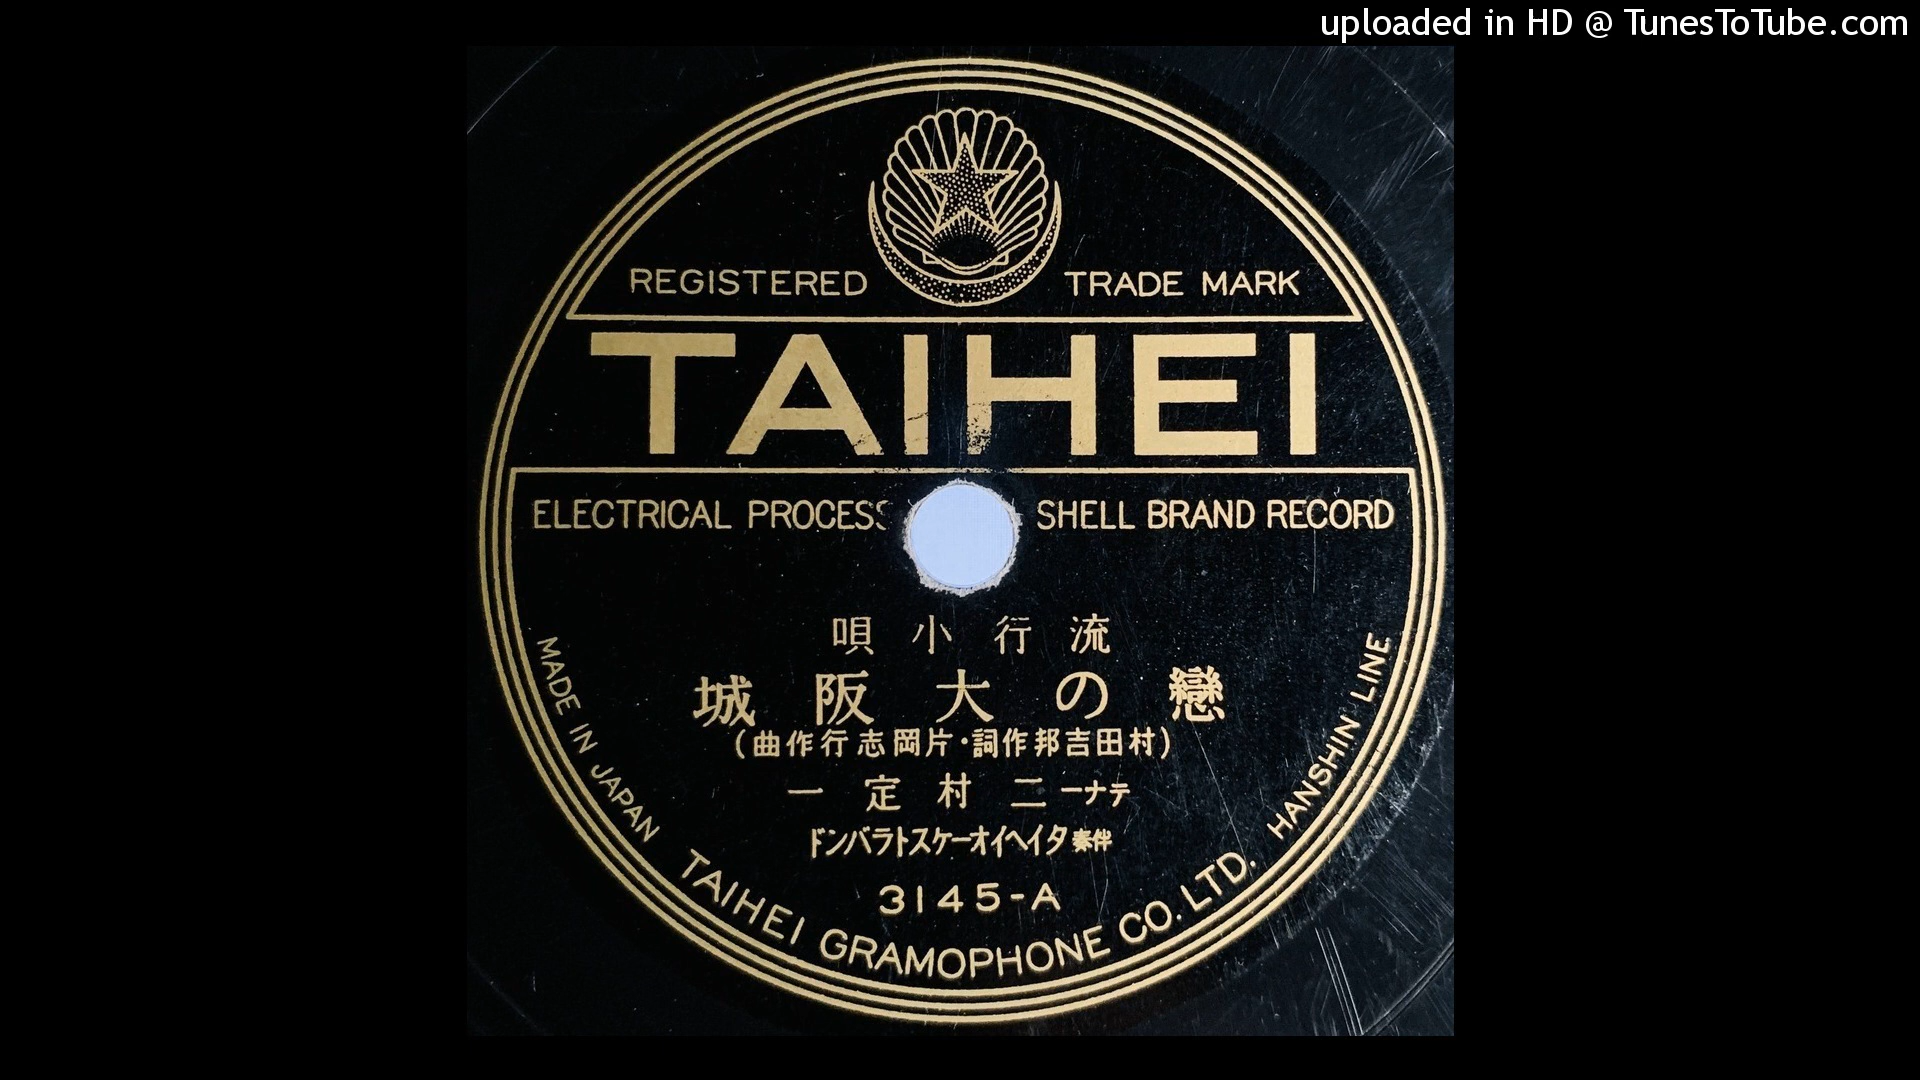 uploaded in HD @ TunesToTube.com
REGISTERED TRADE MARK
TAIHEI
ELECTRICAL PROCESS SHELL BRAND RECORD
流行小唄
戀の大阪城
(村田吉邦作詞・片岡志行作曲)
テナー二村定一
伴奏タイヘイオーケストラバンド
3145-A
MADE IN JAPAN TAIHEI GRAMOPHONE CO. LTD. HANSHIN LINE